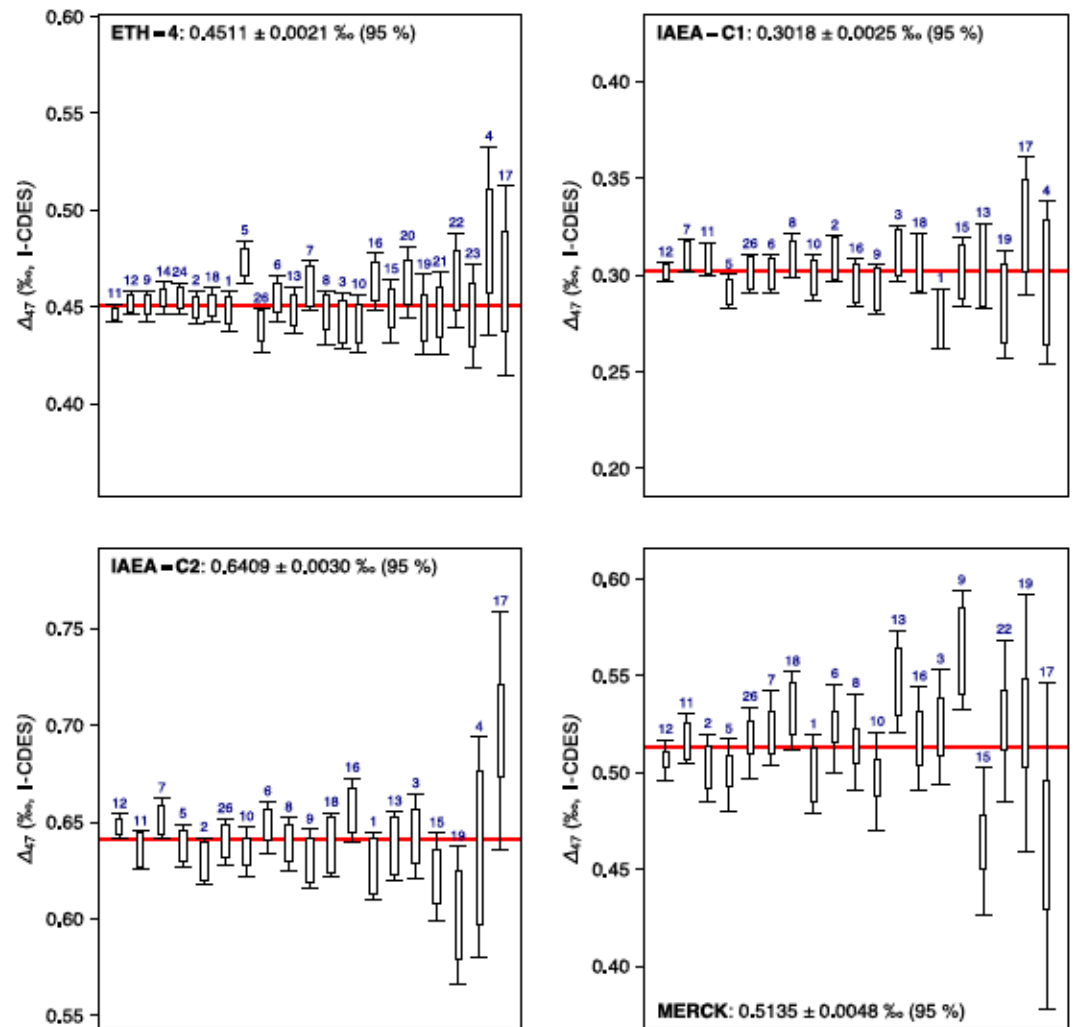 ETH-4: 0.4511 ± 0.0021 ‰ (95 %)
0.60
0.55
0.50
0.45
0.40
Δ47 (‰, I-CDES)
11 12 9 14 24 2 18 1 5 26 6 13 7 8 3 10 16 15 20 19 21 22 23 4 17
IAEA-C1: 0.3018 ± 0.0025 ‰ (95 %)
0.40
0.35
0.30
0.25
0.20
Δ47 (‰, I-CDES)
12 7 11 5 26 6 8 10 2 16 9 3 18 1 15 13 19 17 4
IAEA-C2: 0.6409 ± 0.0030 ‰ (95 %)
0.75
0.70
0.65
0.60
0.55
Δ47 (‰, I-CDES)
12 11 7 5 2 26 10 6 8 9 18 16 1 13 3 15 19 4 17
0.60
0.55
0.50
0.45
0.40
Δ47 (‰, I-CDES)
12 11 2 5 26 7 18 1 6 8 10 13 16 3 9 15 22 19 17
MERCK: 0.5135 ± 0.0048 ‰ (95 %)